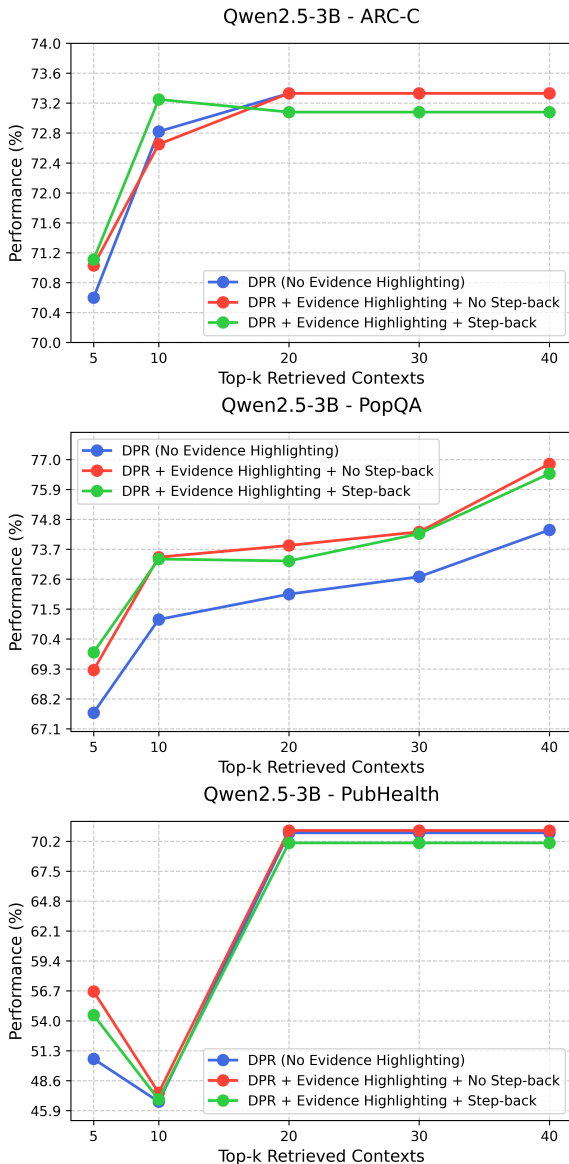 Qwen2.5-3B - ARC-C
74.0
73.6
73.2
72.8
72.4
72.0
71.6
71.2
70.8
70.4
70.0
Performance (%)
DPR (No Evidence Highlighting)
DPR + Evidence Highlighting + No Step-back
DPR + Evidence Highlighting + Step-back
5 10 20 30 40
Top-k Retrieved Contexts
Qwen2.5-3B - PopQA
77.0
75.9
74.8
73.7
72.6
71.5
70.4
69.3
68.2
67.1
Performance (%)
DPR (No Evidence Highlighting)
DPR + Evidence Highlighting + No Step-back
DPR + Evidence Highlighting + Step-back
5 10 20 30 40
Top-k Retrieved Contexts
Qwen2.5-3B - PubHealth
70.2
67.5
64.8
62.1
59.4
56.7
54.0
51.3
48.6
45.9
Performance (%)
DPR (No Evidence Highlighting)
DPR + Evidence Highlighting + No Step-back
DPR + Evidence Highlighting + Step-back
5 10 20 30 40
Top-k Retrieved Contexts